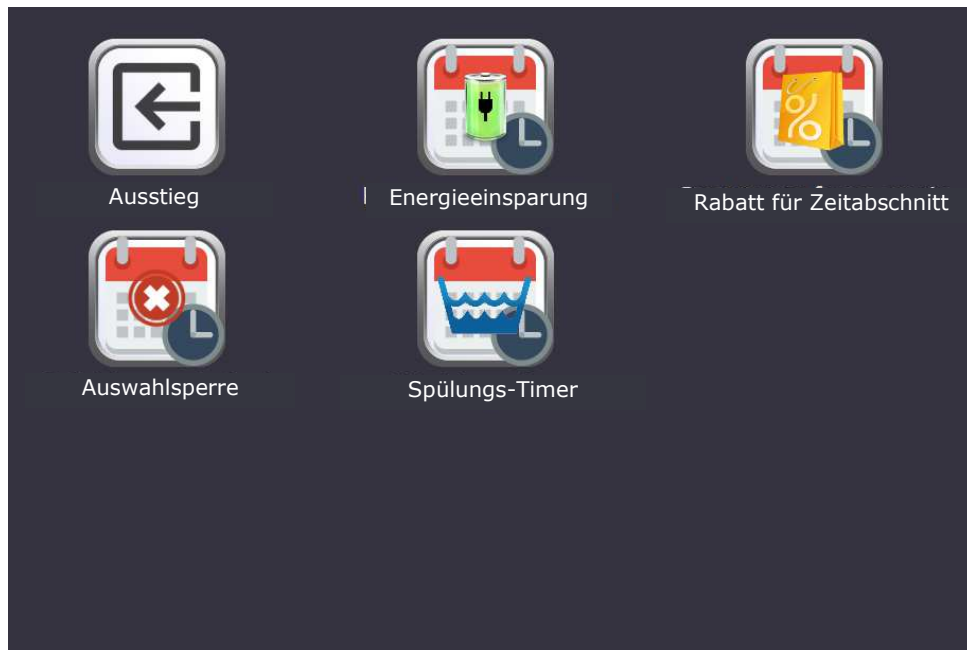 Ausstieg
Energieeinsparung
Rabatt für Zeitabschnitt
Auswahlsperre
Spülungs-Timer